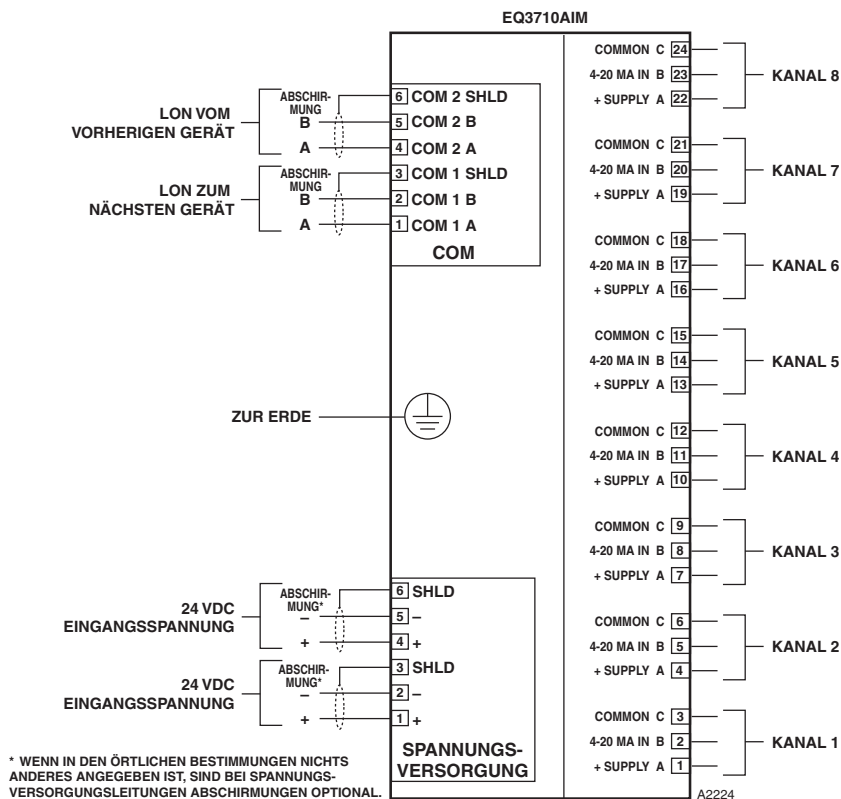 EQ3710AIM
LON VOM
VORHERIGEN GERÄT
ABSCHIR-
MUNG
B
A
6 COM 2 SHLD
5 COM 2 B
4 COM 2 A
LON ZUM
NÄCHSTEN GERÄT
ABSCHIR-
MUNG
B
A
3 COM 1 SHLD
2 COM 1 B
1 COM 1 A
COM
ZUR ERDE
24 VDC
EINGANGSSPANNUNG
ABSCHIR-
MUNG*
–
+
6 SHLD
5 –
4 +
24 VDC
EINGANGSSPANNUNG
ABSCHIR-
MUNG*
–
+
3 SHLD
2 –
1 +
SPANNUNGS-
VERSORGUNG
* WENN IN DEN ÖRTLICHEN BESTIMMUNGEN NICHTS
ANDERES ANGEGEBEN IST, SIND BEI SPANNUNGS-
VERSORGUNGSLEITUNGEN ABSCHIRMUNGEN OPTIONAL.
COMMON C 24
4-20 MA IN B 23
+ SUPPLY A 22
KANAL 8
COMMON C 21
4-20 MA IN B 20
+ SUPPLY A 19
KANAL 7
COMMON C 18
4-20 MA IN B 17
+ SUPPLY A 16
KANAL 6
COMMON C 15
4-20 MA IN B 14
+ SUPPLY A 13
KANAL 5
COMMON C 12
4-20 MA IN B 11
+ SUPPLY A 10
KANAL 4
COMMON C 9
4-20 MA IN B 8
+ SUPPLY A 7
KANAL 3
COMMON C 6
4-20 MA IN B 5
+ SUPPLY A 4
KANAL 2
COMMON C 3
4-20 MA IN B 2
+ SUPPLY A 1
KANAL 1
A2224